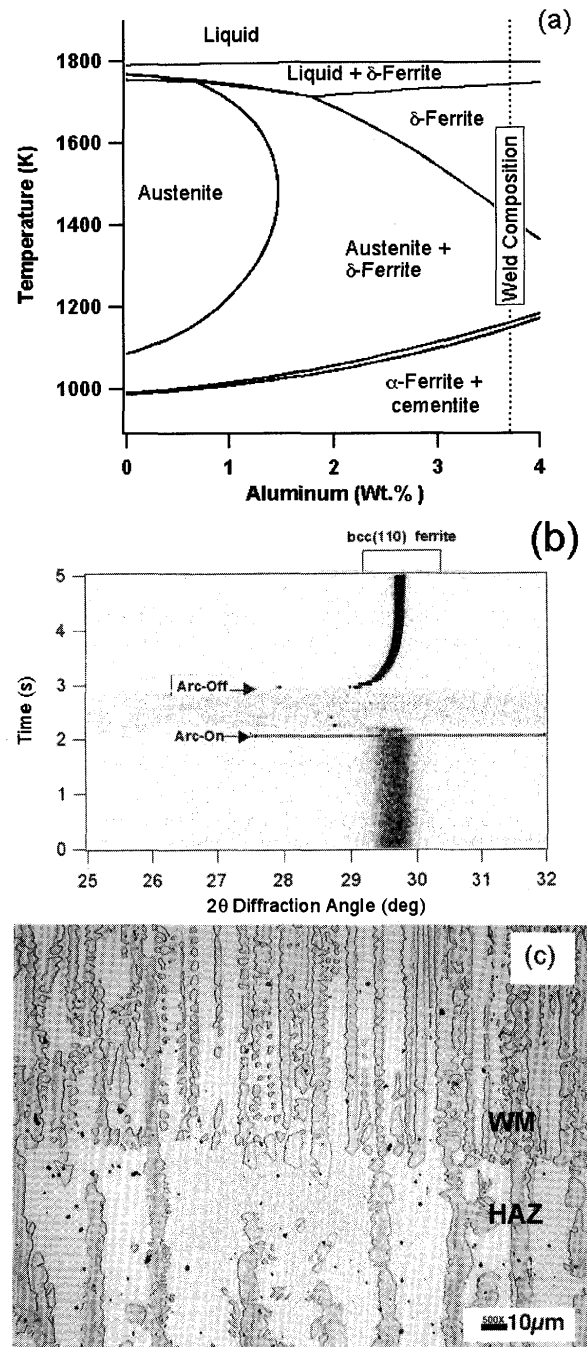 (a)
Liquid
1800
Liquid + δ-Ferrite
δ-Ferrite
1600
Austenite
1400
Austenite +
δ-Ferrite
1200
1000
α-Ferrite +
cementite
Weld Composition
Temperature (K)
0 1 2 3 4
Aluminum (Wt.% )
(b)
bcc(110) ferrite
5
4
3
2
1
0
Arc-Off
Arc-On
Time (s)
25 26 27 28 29 30 31 32
2θ Diffraction Angle (deg)
(c)
WM
HAZ
500X 10μm